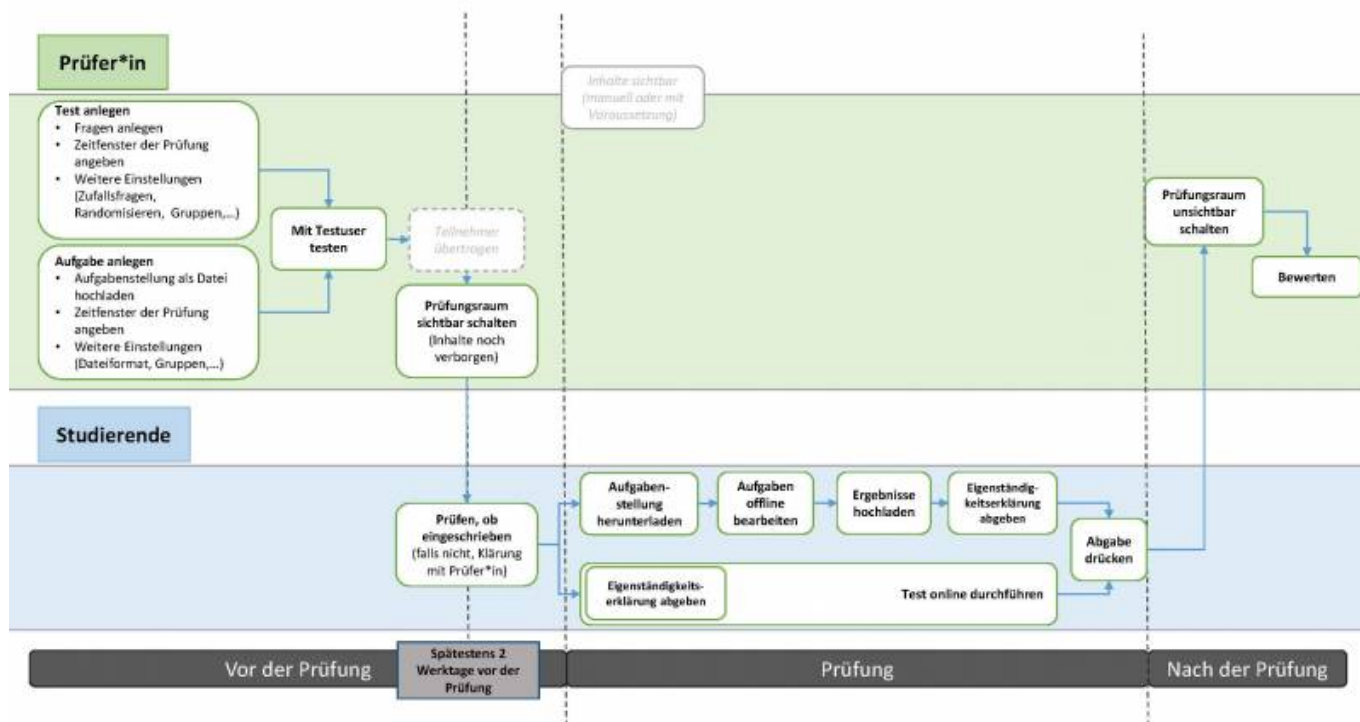 Prüfer*in
Inhalte sichtbar
(manuell oder mit
Voraussetzung)
Test anlegen
• Fragen anlegen
• Zeitfenster der Prüfung
angeben
• Weitere Einstellungen
(Zufallsfragen,
Randomisieren, Gruppen,...)
Aufgabe anlegen
• Aufgabenstellung als Datei
hochladen
• Zeitfenster der Prüfung
angeben
• Weitere Einstellungen
(Dateiformat, Gruppen,...)
Mit Testuser
testen
Teilnehmer
übertragen
Prüfungsraum
sichtbar schalten
(Inhalte noch
verborgen)
Prüfungsraum
unsichtbar
schalten
Bewerten
Studierende
Prüfen, ob
eingeschrieben
(falls nicht, Klärung
mit Prüfer*in)
Aufgaben-
stellung
herunterladen
Aufgaben
offline
bearbeiten
Ergebnisse
hochladen
Eigenständig-
keitserklärung
abgeben
Eigenständigkeits-
erklärung abgeben
Test online durchführen
Abgabe
drücken
Vor der Prüfung
Spätestens 2
Werktage vor der
Prüfung
Prüfung
Nach der Prüfung